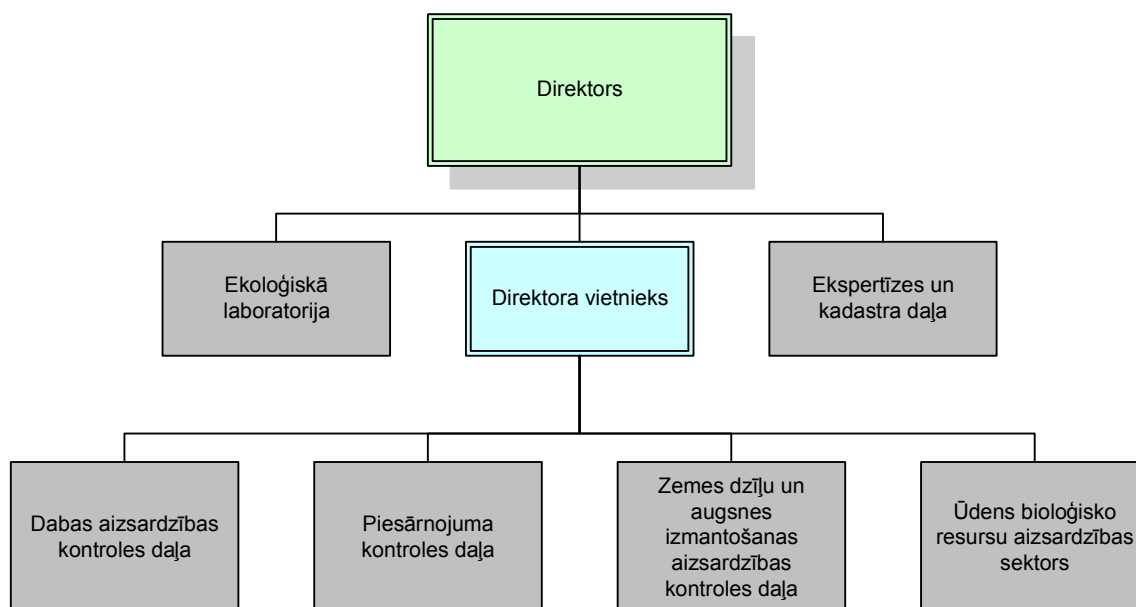 Direktors
Ekoloģiskā
laboratorija
Direktora vietnieks
Ekspertīzes un
kadastra daļa
Dabas aizsardzības
kontroles daļa
Piesārņojuma
kontroles daļa
Zemes dzīļu un
augsnes
izmantošanas
aizsardzības
kontroles daļa
Ūdens bioloģisko
resursu aizsardzības
sektors